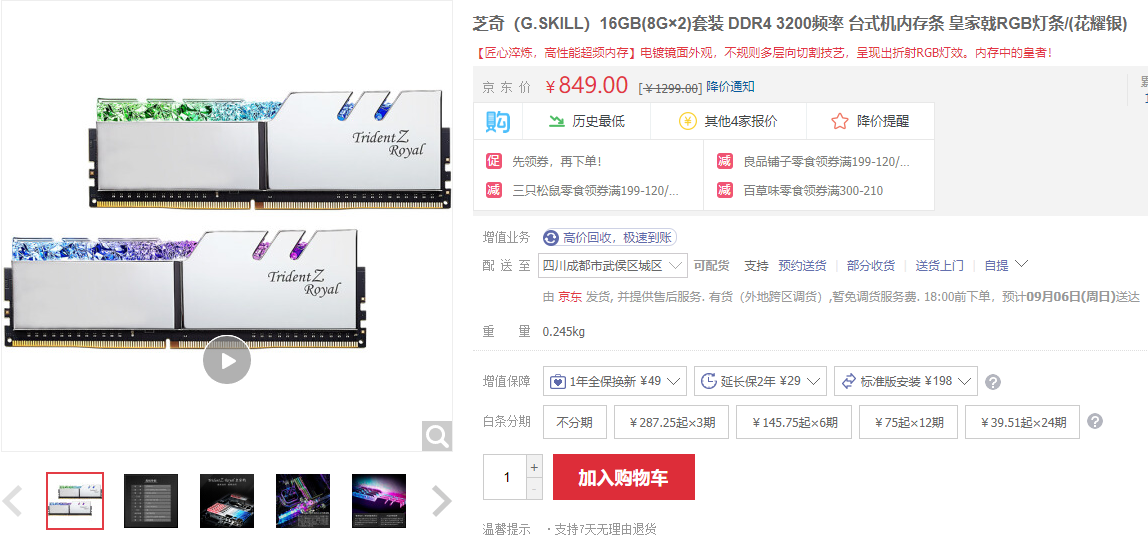 芝奇（G.SKILL）16GB(8G×2)套装 DDR4 3200频率 台式机内存条 皇家戟RGB灯条/(花耀银)
【匠心淬炼，高性能超频内存】电镀镜面外观，不规则多层向切割技艺，呈现出折射RGB灯效。内存中的皇者！
京 东 价 ￥849.00 [￥1299.00] 降价通知
购 历史最低 其他4家报价 降价提醒
促 先领券，再下单！ 减 良品铺子零食领券满199-120/...
减 三只松鼠零食领券满199-120/... 减 百草味零食领券满300-210
Trident Z
Royal
Trident Z
Royal
增值业务 高价回收，极速到账
配 送 至 四川成都市武侯区城区 可配货 支持 预约送货 部分收货 送货上门 自提
由 京东 发货, 并提供售后服务. 有货（外地跨区调货）,暂免调货服务费. 18:00前下单，预计09月06日(周日)送达
重 量 0.245kg
增值保障 1年全保换新 ¥49 延长保2年 ¥29 标准版安装 ¥198 ?
白条分期 不分期 ￥287.25起×3期 ￥145.75起×6期 ￥75起×12期 ￥39.51起×24期 ?
1 + - 加入购物车
温馨提示 ·支持7天无理由退货